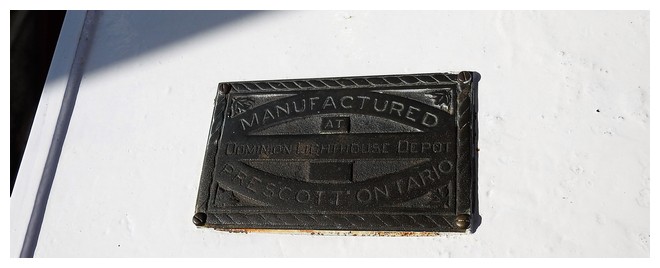 MANUFACTURED
AT
DOMINION LIGHTHOUSE DEPOT
PRESCOTT ONTARIO